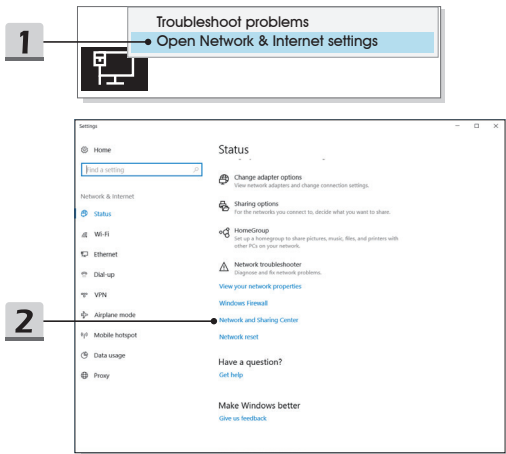 Troubleshoot problems
1
Open Network & Internet settings
Settings
Home
Status
Find a setting
Change adapter options
View network adapters and change connection settings.
Network & Internet
Sharing options
For the networks you connect to, decide what you want to share.
Status
Wi-Fi
HomeGroup
Set up a homegroup to share pictures, music, files, and printers with
other PCs on your network.
Ethernet
Network troubleshooter
Diagnose and fix network problems.
Dial-up
View your network properties
VPN
Windows Firewall
Airplane mode
2
Network and Sharing Center
Mobile hotspot
Network reset
Data usage
Have a question?
Proxy
Get help
Make Windows better
Give us feedback